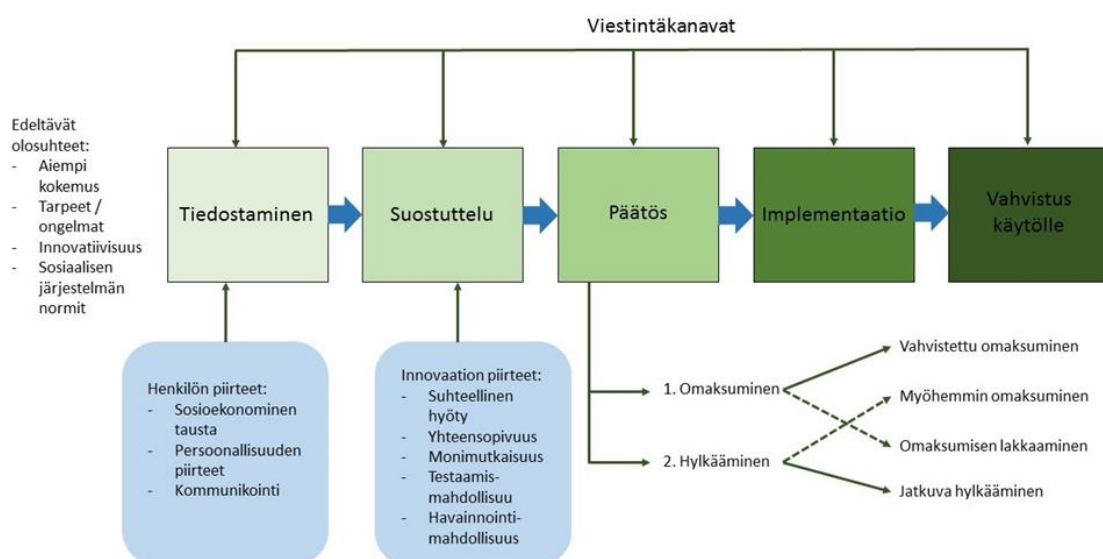 Viestintäkanavat
Edeltävät
olosuhteet:
- Aiempi
kokemus
- Tarpeet /
ongelmat
- Innovatiivisuus
- Sosiaalisen
järjestelmän
normit
Tiedostaminen
Suostuttelu
Päätös
Implementaatio
Vahvistus
käytölle
Henkilön piirteet:
- Sosioekonominen
tausta
- Persoonallisuuden
piirteet
- Kommunikointi
Innovaation piirteet:
- Suhteellinen
hyöty
- Yhteensopivuus
- Monimutkaisuus
- Testaamis-
mahdollisuu
- Havainnointi-
mahdollisuus
1. Omaksuminen
2. Hylkääminen
Vahvistettu omaksuminen
Myöhemmin omaksuminen
Omaksumisen lakkaaminen
Jatkuva hylkääminen